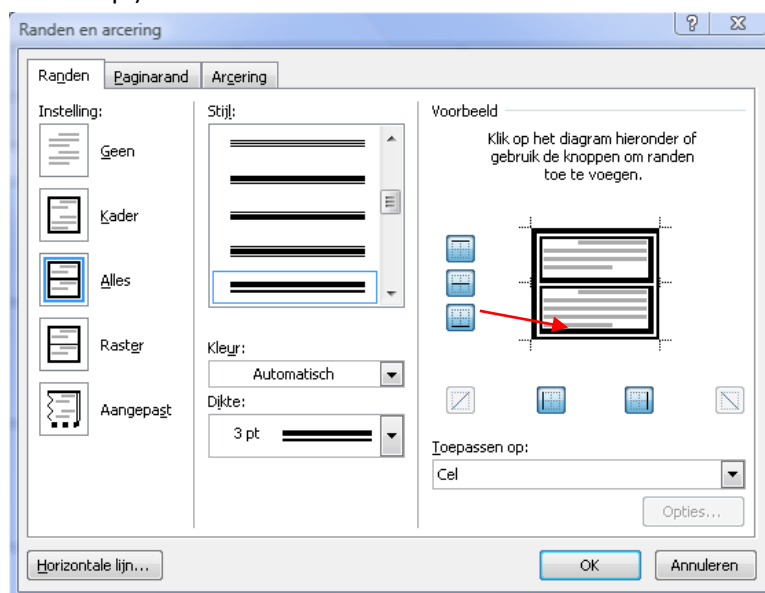 Randen en arcering
Randen Paginarand Arcering
Instelling:
Geen
Kader
Alles
Raster
Aangepast
Stijl:
Kleur:
Automatisch
Dikte:
3 pt
Voorbeeld
Klik op het diagram hieronder of
gebruik de knoppen om randen
toe te voegen.
Toepassen op:
Cel
Opties...
Horizontale lijn...
OK
Annuleren